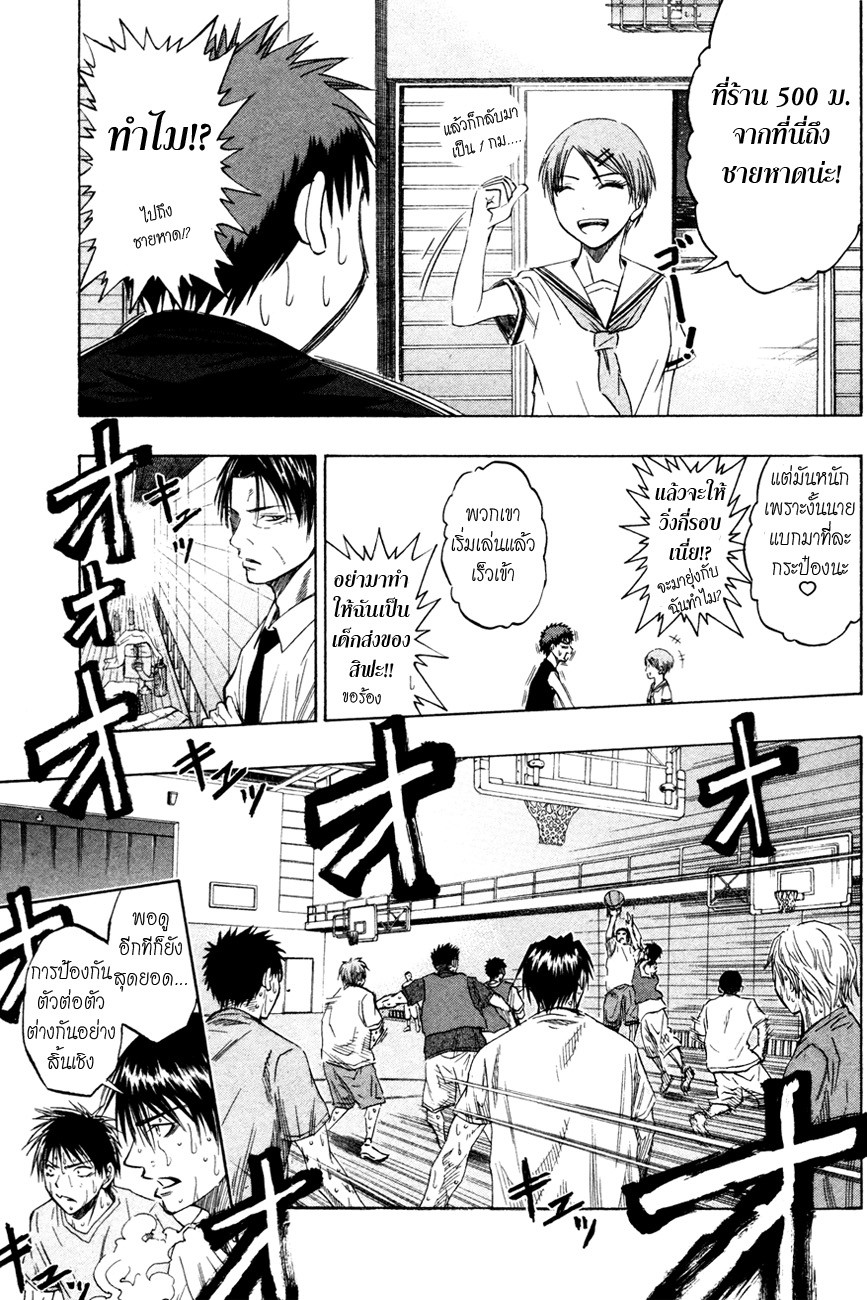 ที่ร้าน 500 ม.
จากที่นี่ถึง
ชายหาดน่ะ!
แล้วก็กลับมา
เป็น 1 กม....
ゴー!
ทำไม!?
ไปถึง
ชายหาด!?
แต่มันหนัก
เพราะงั้นนาย
แบกมาทีละ
กระป๋องนะ
♡
แล้วจะให้
วิ่งกี่รอบ
เนี่ย!?
จะมายุ่งกับ
ฉันทำไม?
พวกเขา
เริ่มเล่นแล้ว
เร็วเข้า
อย่ามาทำ
ให้ฉันเป็น
เด็กส่งของ
สิฟะ!!
ขอร้อง
キュッ
オ
オ
オ
キュッ
オ
オ
オ
พอดู
อีกทีก็ยัง
สุดยอด...
การป้องกัน
ตัวต่อตัว
ต่างกันอย่าง
สิ้นเชิง
キュッ
オ
オ
キュッ